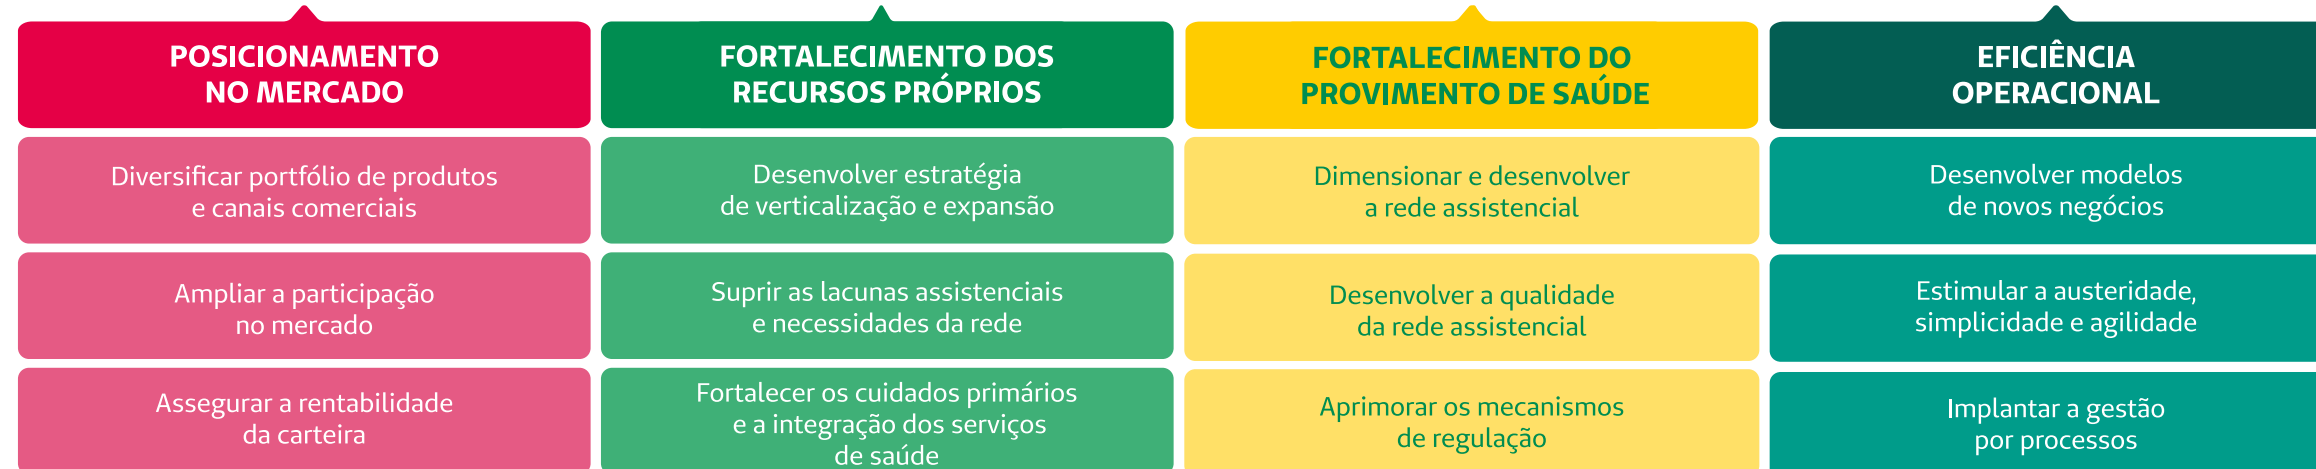 POSICIONAMENTO
NO MERCADO
Diversificar portfólio de produtos
e canais comerciais
Ampliar a participação
no mercado
Assegurar a rentabilidade
da carteira
FORTALECIMENTO DOS
RECURSOS PRÓPRIOS
Desenvolver estratégia
de verticalização e expansão
Suprir as lacunas assistenciais
e necessidades da rede
Fortalecer os cuidados primários
e a integração dos serviços
de saúde
FORTALECIMENTO DO
PROVIMENTO DE SAÚDE
Dimensionar e desenvolver
a rede assistencial
Desenvolver a qualidade
da rede assistencial
Aprimorar os mecanismos
de regulação
EFICIÊNCIA
OPERACIONAL
Desenvolver modelos
de novos negócios
Estimular a austeridade,
simplicidade e agilidade
Implantar a gestão
por processos